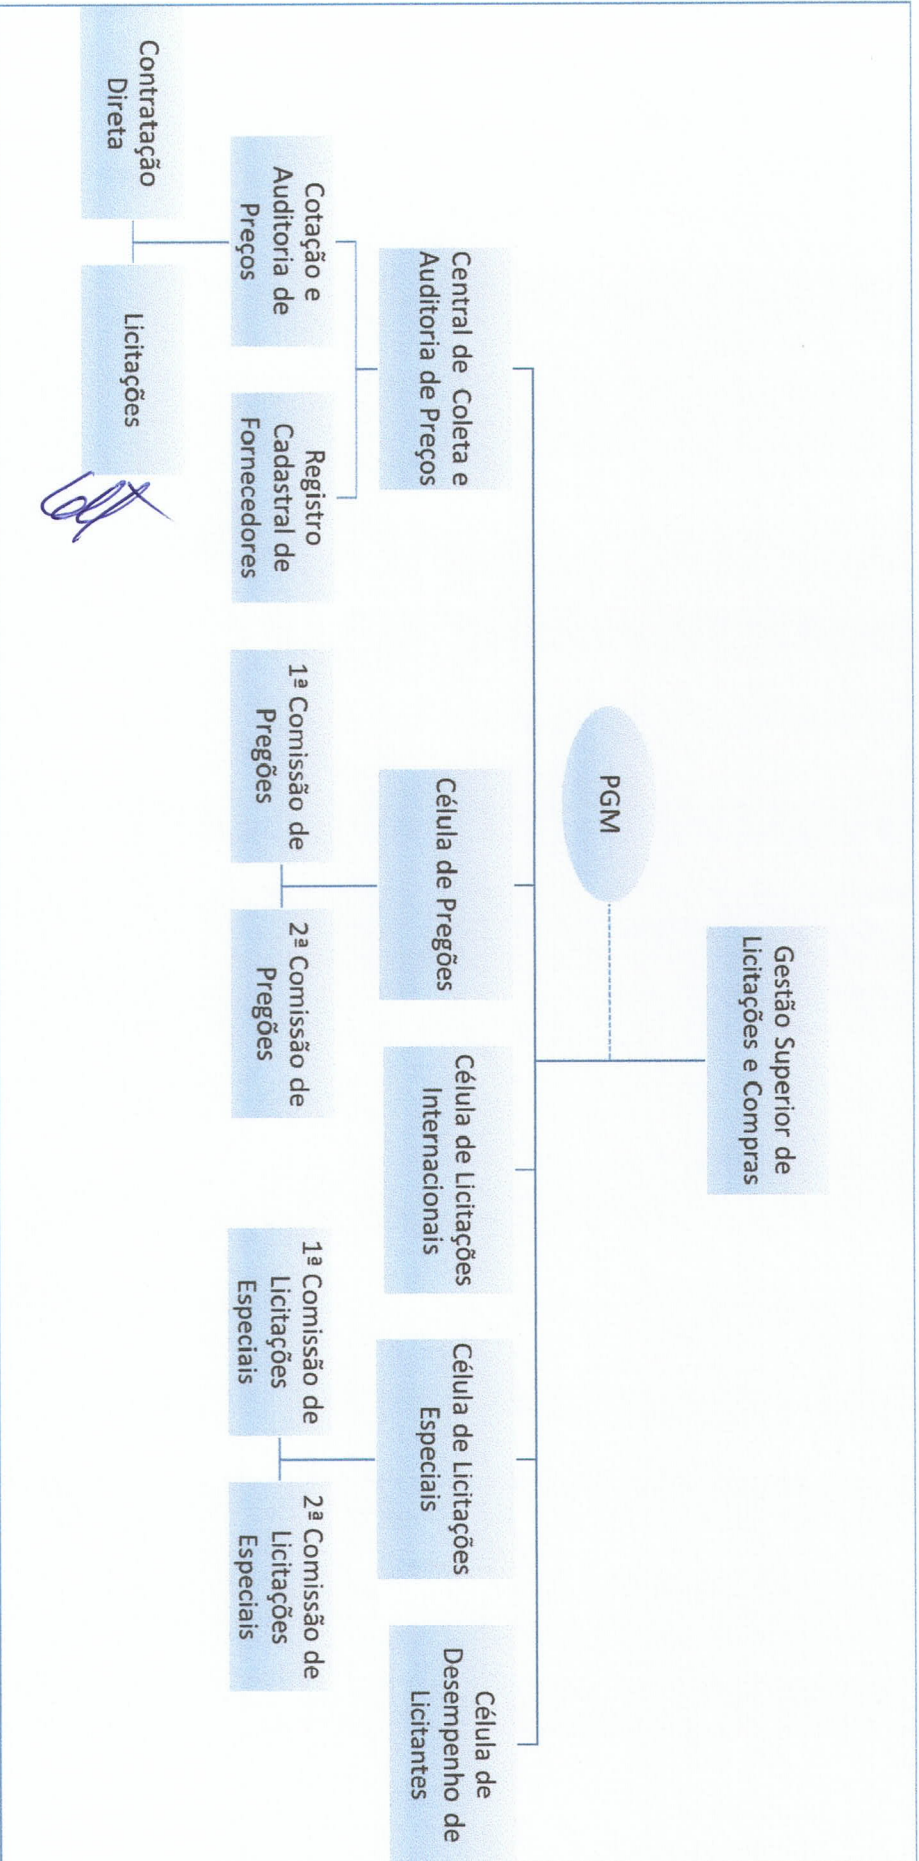 Gestão Superior de
Licitações e Compras
PGM
Central de Coleta e
Auditoria de Preços
Célula de Pregões
Célula de Licitações
Internacionais
Célula de Licitações
Especiais
Célula de
Desempenho de
Licitantes
Cotação e
Auditoria de
Preços
Registro
Cadastral de
Fornecedores
1ª Comissão de
Pregões
2ª Comissão de
Pregões
1ª Comissão de
Licitações
Especiais
2ª Comissão de
Licitações
Especiais
Contratação
Direta
Licitações